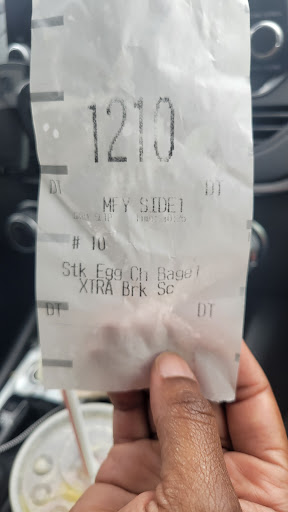 1210
DT DT
MFY SIDE1
# 10
Stk Egg Ch Bagel
XTRA Brk Sc
DT DT